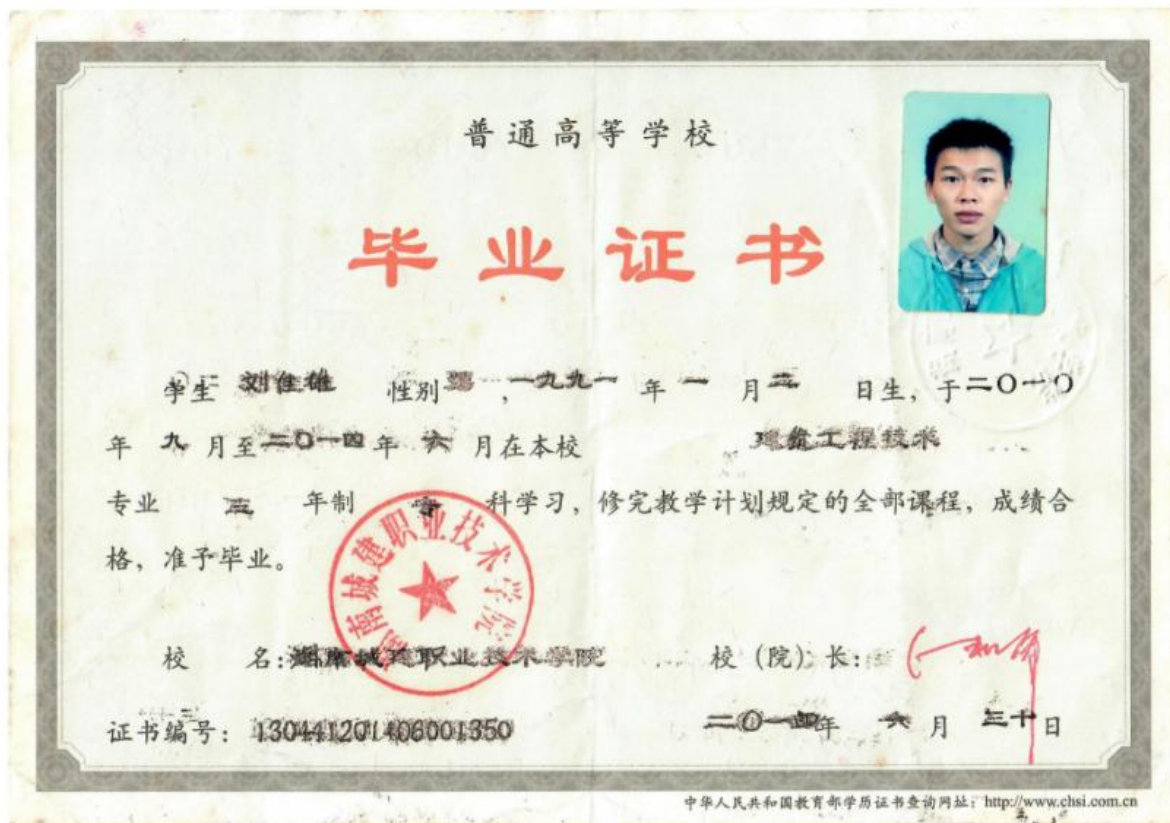 普通高等学校
毕业证书
学生 刘佳雄 性别 男 , 一九九一 年 一 月 二 日生, 于二〇一〇
年 九 月至二〇一四年 六 月在本校 建筑工程技术
专业 三 年制 专 科学习, 修完教学计划规定的全部课程, 成绩合
格, 准予毕业。
湖南城建职业技术学院
校 名: 湖南城建职业技术学院 校(院)长:
证书编号: 130441201406001350 二〇一四年 六 月 三十日
中华人民共和国教育部学历证书查询网址: http://www.chsi.com.cn